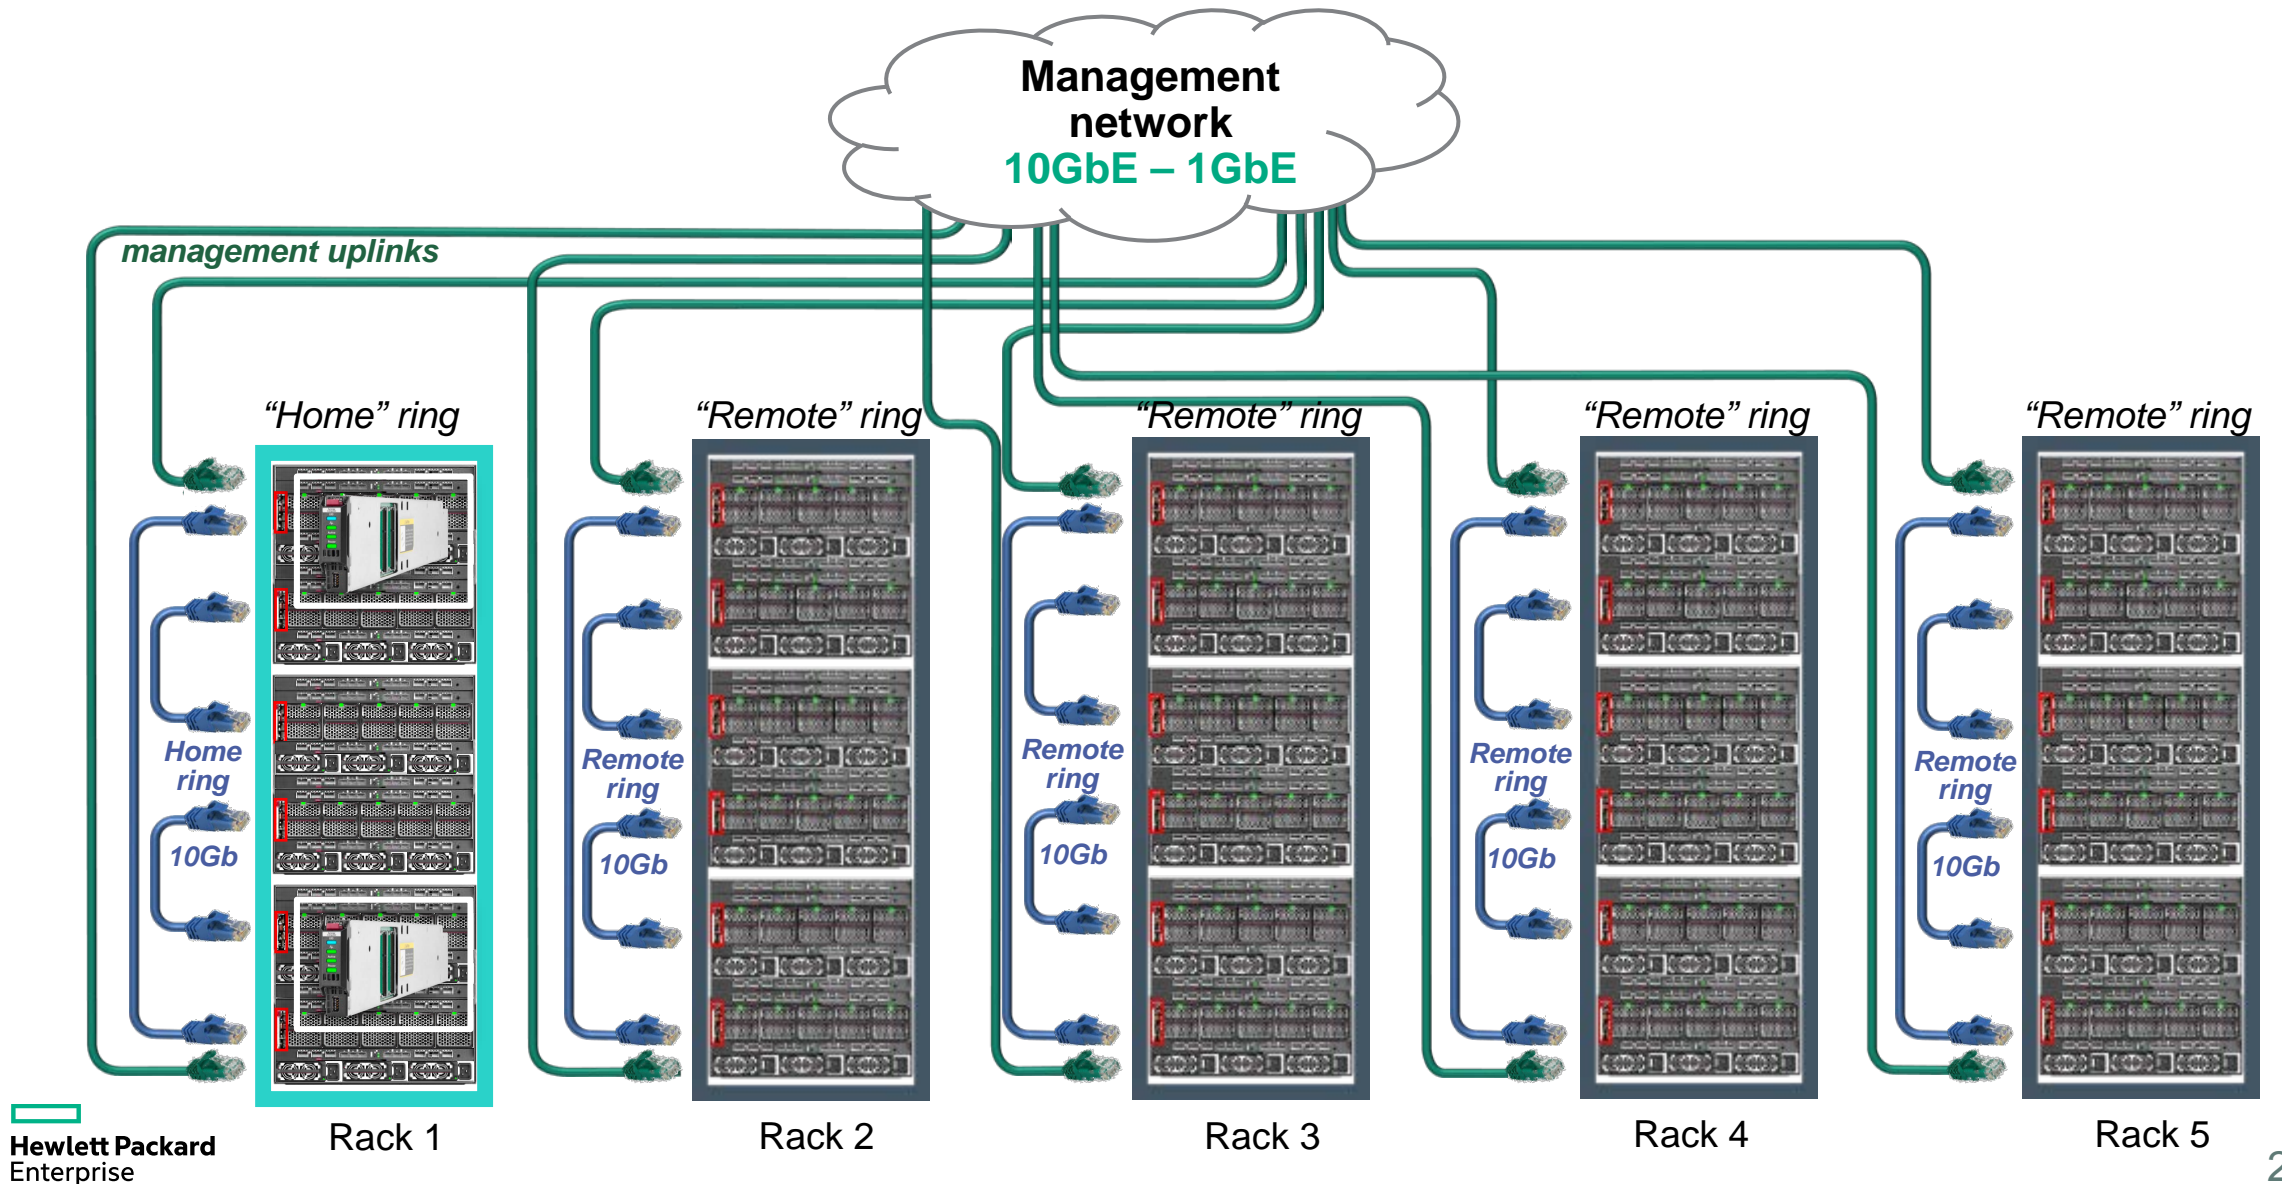 Management
network
10GbE – 1GbE
management uplinks
“Home” ring
“Remote” ring
“Remote” ring
“Remote” ring
“Remote” ring
Home
ring
10Gb
Remote
ring
10Gb
Remote
ring
10Gb
Remote
ring
10Gb
Remote
ring
10Gb
Rack 1
Rack 2
Rack 3
Rack 4
Rack 5
Hewlett Packard
Enterprise
2